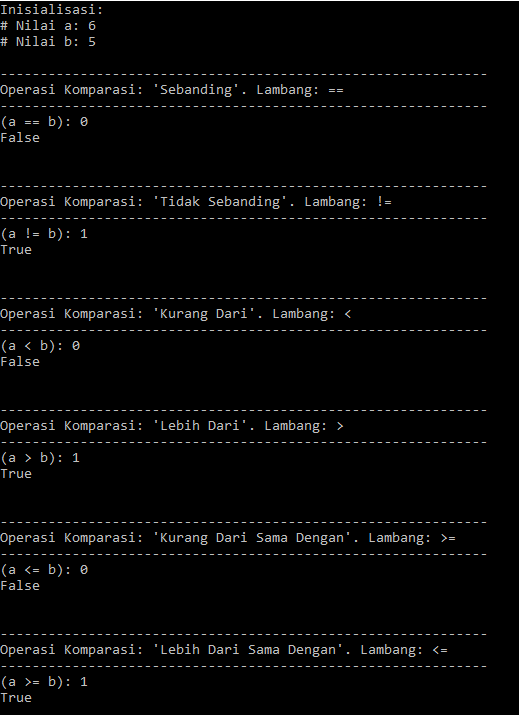 Inisialisasi:
# Nilai a: 6
# Nilai b: 5
-------------------------------------------------------------
Operasi Komparasi: 'Sebanding'. Lambang: ==
-------------------------------------------------------------
(a == b): 0
False
-------------------------------------------------------------
Operasi Komparasi: 'Tidak Sebanding'. Lambang: !=
-------------------------------------------------------------
(a != b): 1
True
-------------------------------------------------------------
Operasi Komparasi: 'Kurang Dari'. Lambang: <
-------------------------------------------------------------
(a < b): 0
False
-------------------------------------------------------------
Operasi Komparasi: 'Lebih Dari'. Lambang: >
-------------------------------------------------------------
(a > b): 1
True
-------------------------------------------------------------
Operasi Komparasi: 'Kurang Dari Sama Dengan'. Lambang: >=
-------------------------------------------------------------
(a <= b): 0
False
-------------------------------------------------------------
Operasi Komparasi: 'Lebih Dari Sama Dengan'. Lambang: <=
-------------------------------------------------------------
(a >= b): 1
True